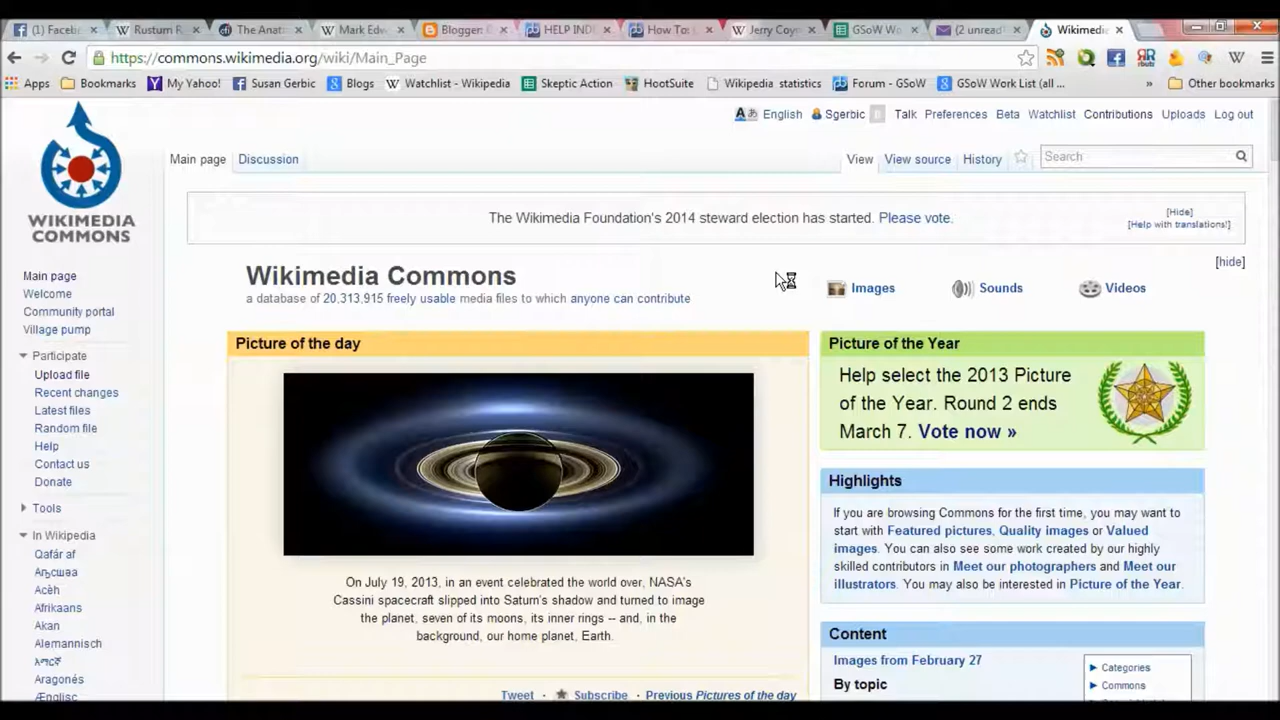 (1) Faceb
Rustum R
The Anat
Mark Edw
Blogger: 
HELP IND
How To: 
Jerry Coyn
GSoW Wo
(2 unread
Wikimedi
https://commons.wikimedia.org/wiki/Main_Page
Apps Bookmarks My Yahoo! Susan Gerbic Blogs Watchlist - Wikipedia Skeptic Action HootSuite Wikipedia statistics Forum - GSoW GSoW Work List (all ... » Other bookmarks
English Sgerbic Talk Preferences Beta Watchlist Contributions Uploads Log out
Main page Discussion View View source History Search
WIKIMEDIA
COMMONS
The Wikimedia Foundation's 2014 steward election has started. Please vote.
[Hide]
[Help with translations!]
[hide]
Main page
Welcome
Community portal
Village pump
Participate
Upload file
Recent changes
Latest files
Random file
Help
Contact us
Donate
Tools
In Wikipedia
Qafár af
Аҧсшәа
Acèh
Afrikaans
Akan
Alemannisch
አማርኛ
Aragonés
Ænglisc
Wikimedia Commons
a database of 20,313,915 freely usable media files to which anyone can contribute
Images Sounds Videos
Picture of the day
On July 19, 2013, in an event celebrated the world over, NASA's
Cassini spacecraft slipped into Saturn's shadow and turned to image
the planet, seven of its moons, its inner rings -- and, in the
background, our home planet, Earth.
Tweet · Subscribe · Previous Pictures of the day
Picture of the Year
Help select the 2013 Picture
of the Year. Round 2 ends
March 7. Vote now »
Highlights
If you are browsing Commons for the first time, you may want to
start with Featured pictures, Quality images or Valued
images. You can also see some work created by our highly
skilled contributors in Meet our photographers and Meet our
illustrators. You may also be interested in Picture of the Year.
Content
Images from February 27
By topic
Categories
Commons